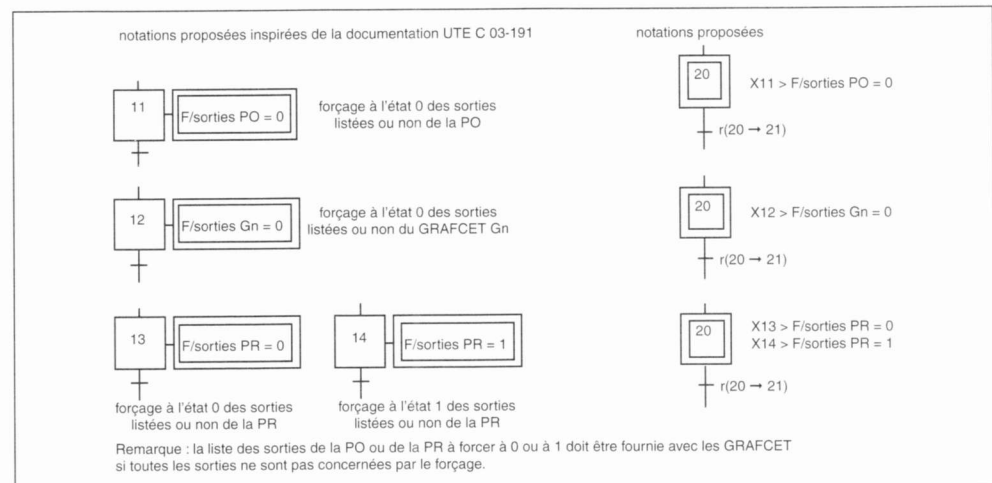 notations proposées inspirées de la documentation UTE C 03-191
notations proposées
11
F/sorties PO = 0
forçage à l'état 0 des sorties
listées ou non de la PO
20
X11 > F/sorties PO = 0
r(20 → 21)
12
F/sorties Gn = 0
forçage à l'état 0 des sorties
listées ou non du GRAFCET Gn
20
X12 > F/sorties Gn = 0
r(20 → 21)
13
F/sorties PR = 0
14
F/sorties PR = 1
20
X13 > F/sorties PR = 0
X14 > F/sorties PR = 1
r(20 → 21)
forçage à l'état 0 des sorties
listées ou non de la PR
forçage à l'état 1 des sorties
listées ou non de la PR
Remarque : la liste des sorties de la PO ou de la PR à forcer à 0 ou à 1 doit être fournie avec les GRAFCET
si toutes les sorties ne sont pas concernées par le forçage.